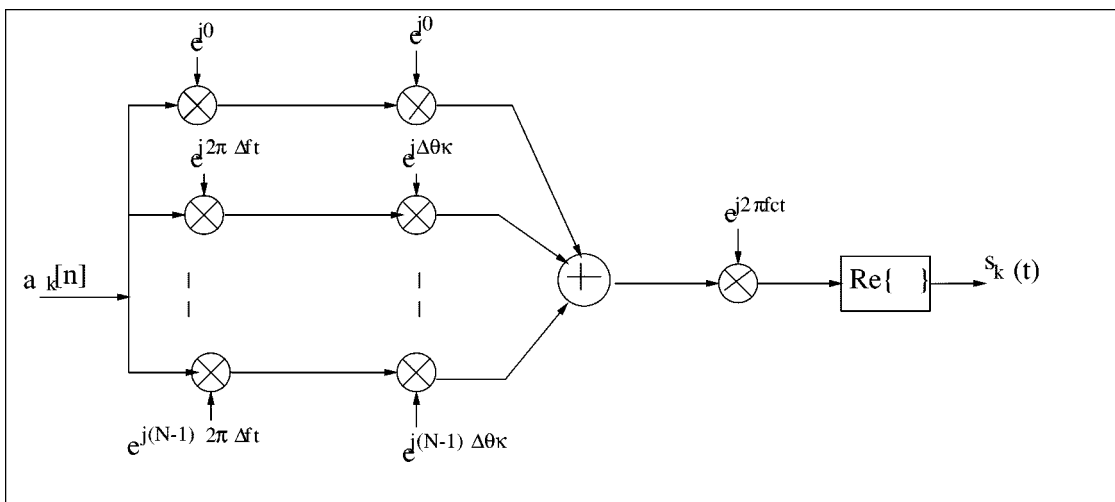 e^{j0} e^{j0}
e^{j2π Δft} e^{jΔθκ}
e^{j2πfct}
a_k[n]
Re{ }
s_k(t)
e^{j(N-1) 2π Δft} e^{j(N-1) Δθκ}